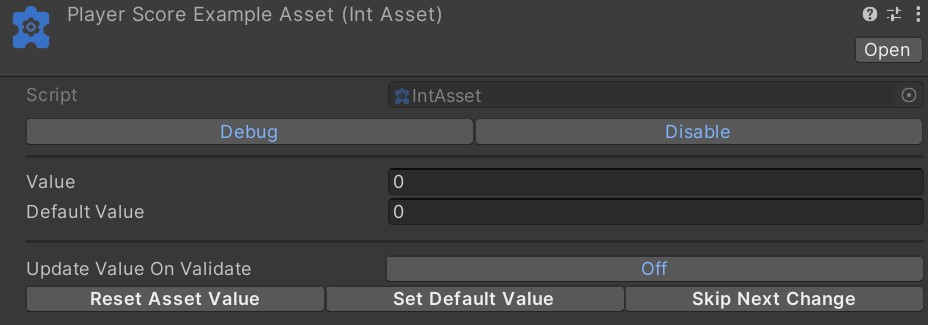 Player Score Example Asset (Int Asset)
Open
Script IntAsset
Debug Disable
Value 0
Default Value 0
Update Value On Validate Off
Reset Asset Value Set Default Value Skip Next Change